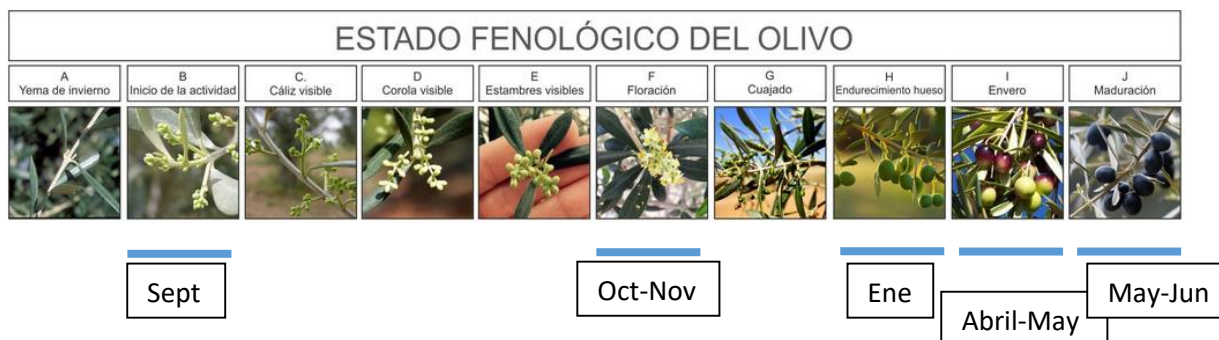 ESTADO FENOLÓGICO DEL OLIVO
A
Yema de invierno
B
Inicio de la actividad
C.
Cáliz visible
D
Corola visible
E
Estambres visibles
F
Floración
G
Cuajado
H
Endurecimiento hueso
I
Envero
J
Maduración
Sept
Oct-Nov
Ene
Abril-May
May-Jun